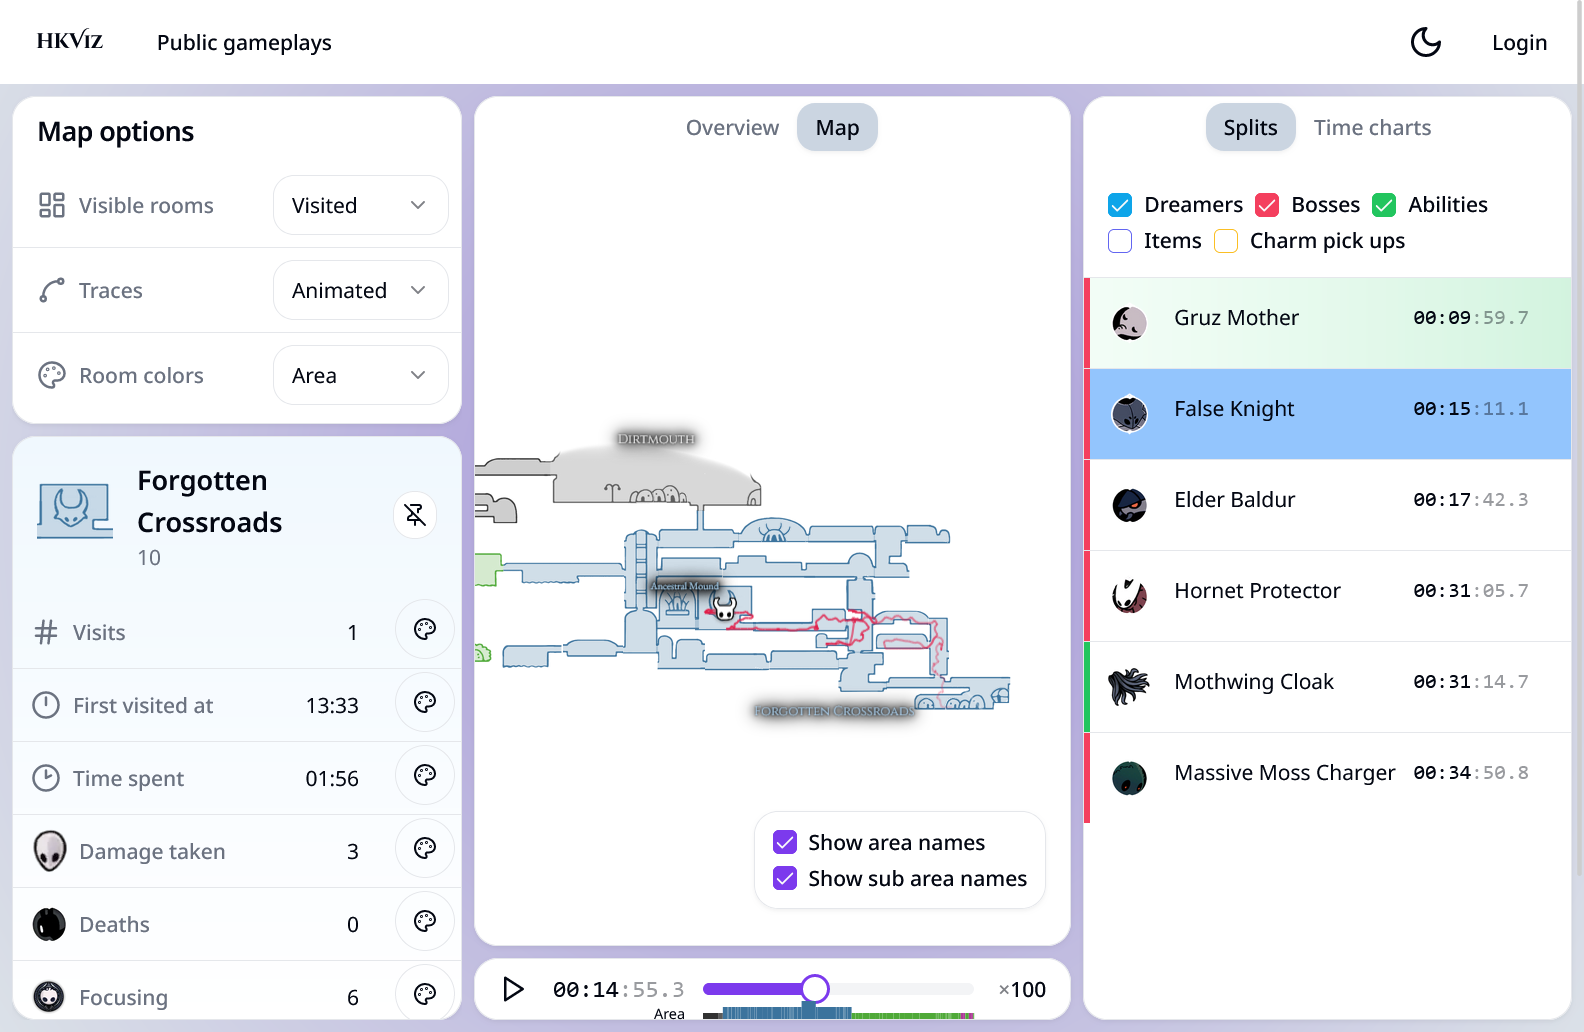 HKViz
Public gameplays
Login
Map options
Visible rooms
Visited
Traces
Animated
Room colors
Area
Forgotten
Crossroads
10
Visits
1
First visited at
13:33
Time spent
01:56
Damage taken
3
Deaths
0
Focusing
6
Overview
Map
DIRTMOUTH
Ancestral Mound
FORGOTTEN CROSSROADS
Show area names
Show sub area names
00:14:55.3
×100
Area
Splits
Time charts
Dreamers
Bosses
Abilities
Items
Charm pick ups
Gruz Mother
00:09:59.7
False Knight
00:15:11.1
Elder Baldur
00:17:42.3
Hornet Protector
00:31:05.7
Mothwing Cloak
00:31:14.7
Massive Moss Charger
00:34:50.8